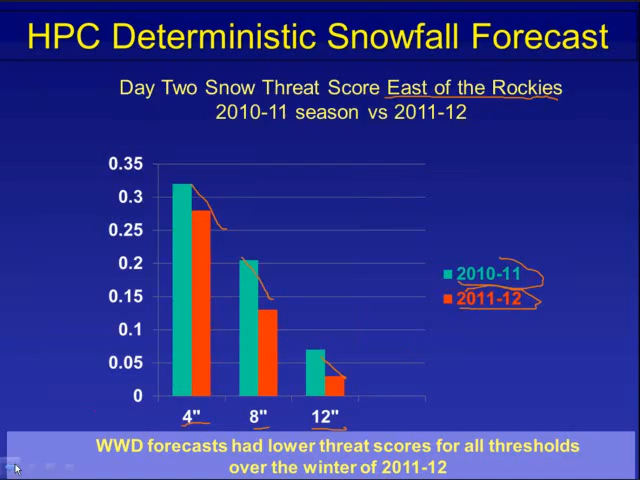 HPC Deterministic Snowfall Forecast
Day Two Snow Threat Score East of the Rockies
2010-11 season vs 2011-12
0.35
0.3
0.25
0.2
0.15
0.1
0.05
0
4" 8" 12"
2010-11
2011-12
WWD forecasts had lower threat scores for all thresholds
over the winter of 2011-12